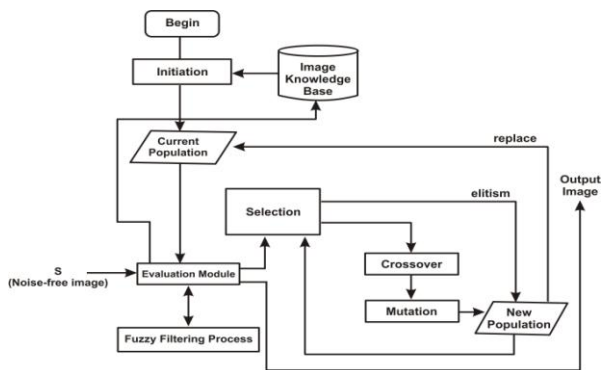 Begin
Initiation
Image
Knowledge
Base
Current
Population
replace
Output
Image
elitism
Selection
Crossover
S
(Noise-free image)
Evaluation Module
Mutation
New
Population
Fuzzy Filtering Process